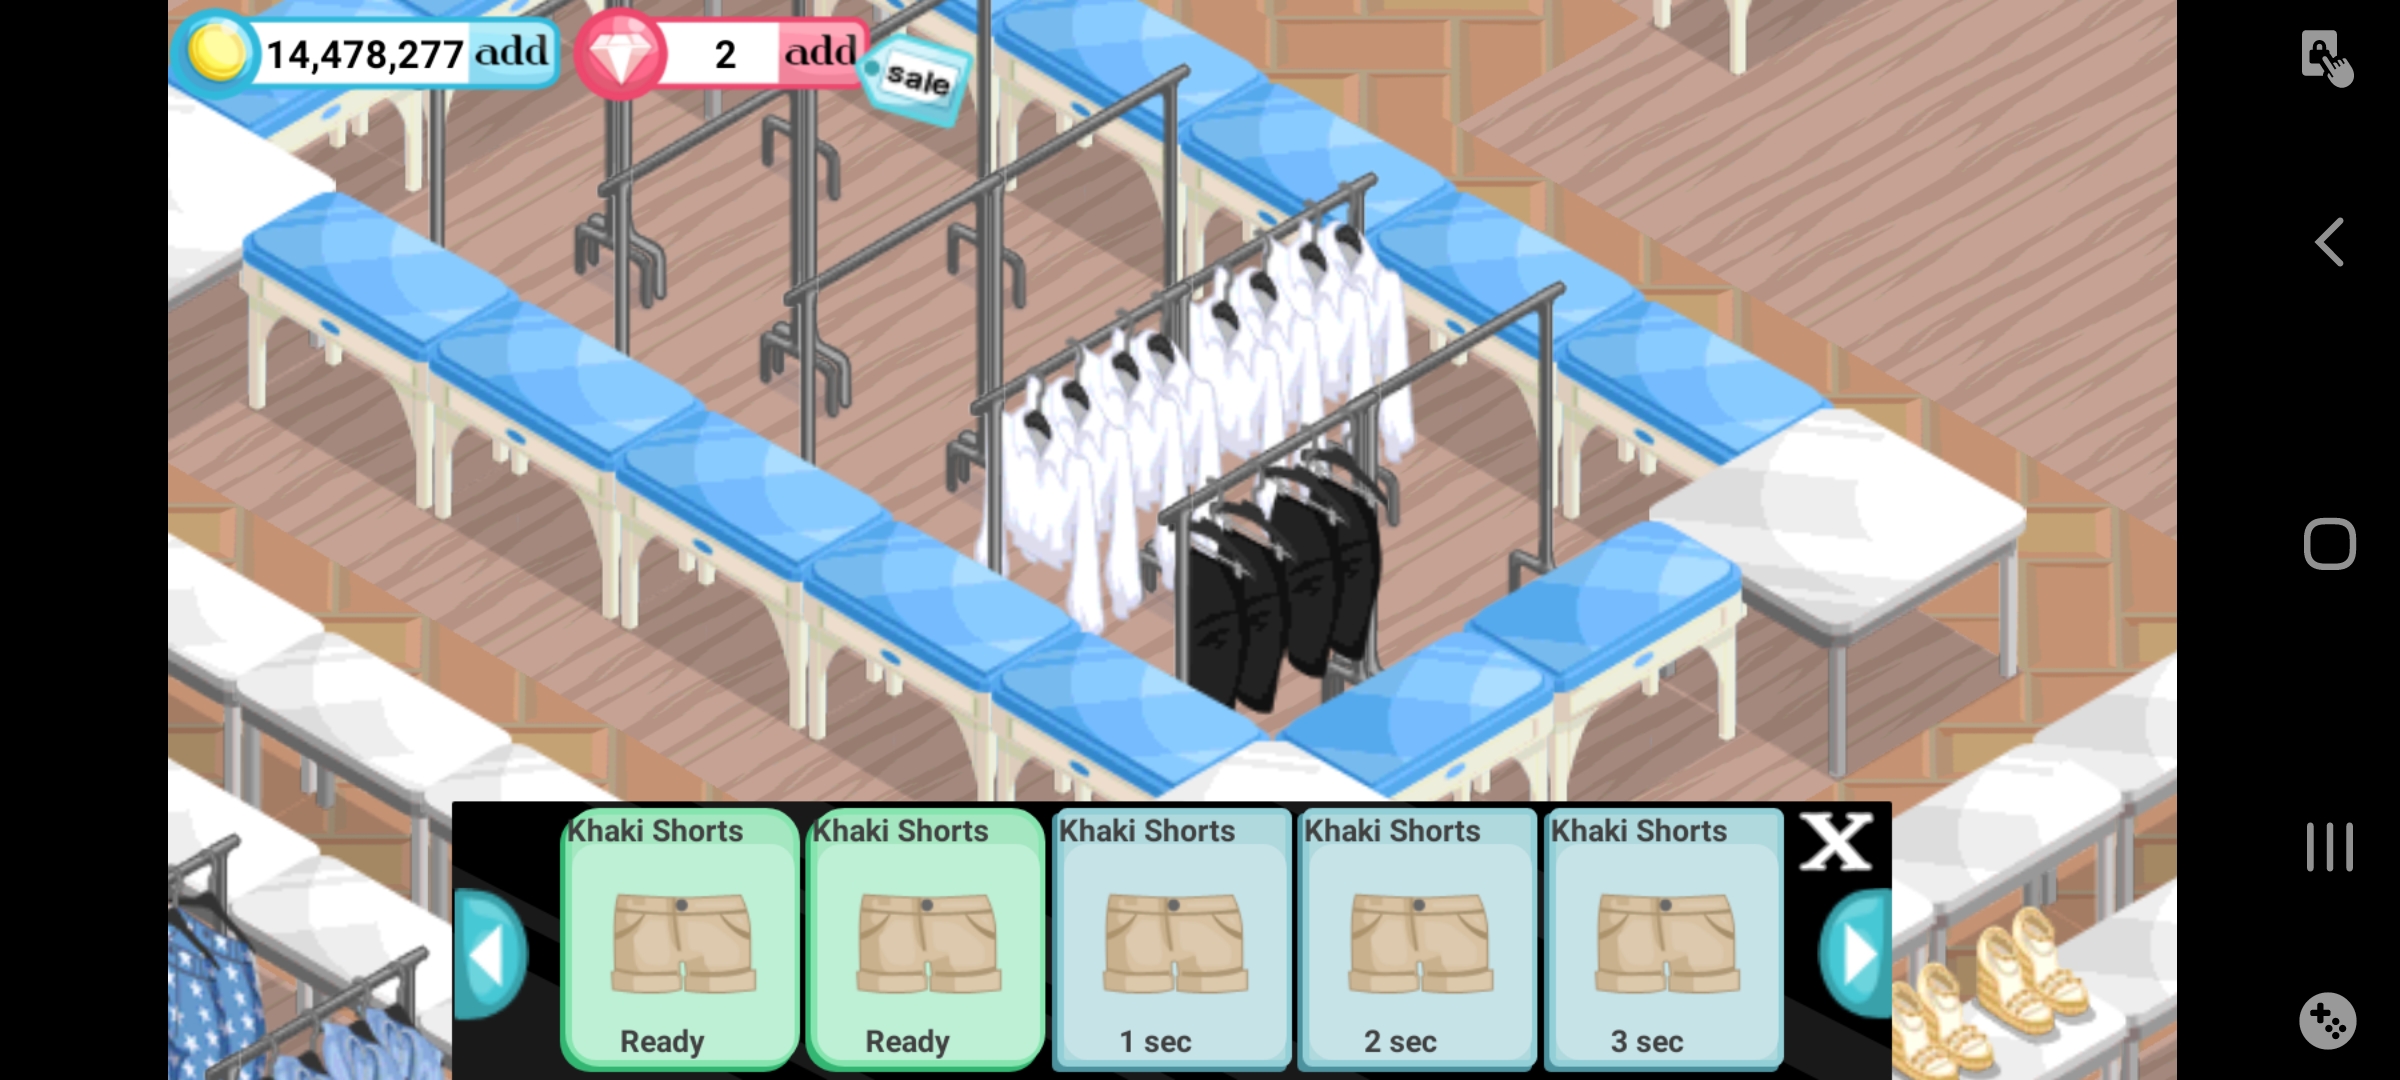 14,478,277 add
2 add
sale
Khaki Shorts
Khaki Shorts
Khaki Shorts
Khaki Shorts
Khaki Shorts
X
Ready
Ready
1 sec
2 sec
3 sec